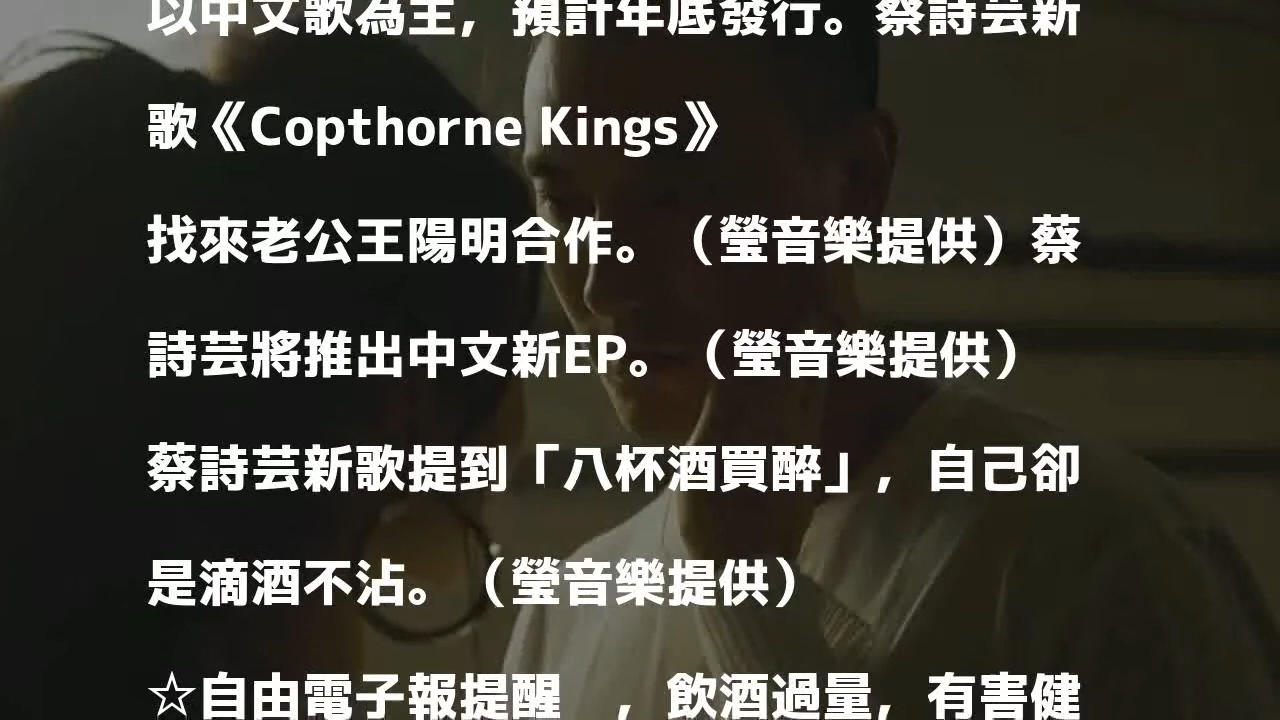 以中文歌為主，預計年底發行。蔡詩芸新
歌《Copthorne Kings》
找來老公王陽明合作。（瑩音樂提供）蔡
詩芸將推出中文新EP。（瑩音樂提供）
蔡詩芸新歌提到「八杯酒買醉」，自己卻
是滴酒不沾。（瑩音樂提供）
☆自由電子報提醒　，飲酒過量，有害健